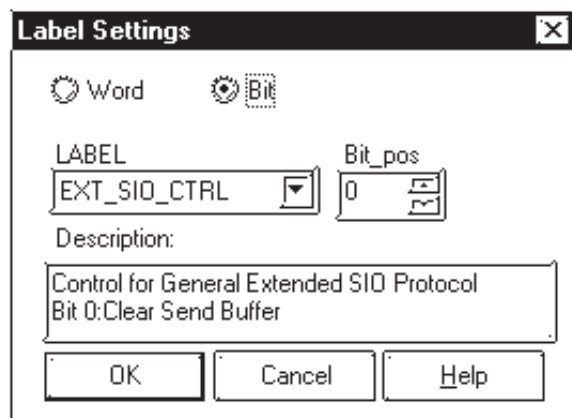 Label Settings
Word Bit
LABEL Bit_pos
EXT_SIO_CTRL 0
Description:
Control for General Extended SIO Protocol
Bit 0:Clear Send Buffer
OK Cancel Help